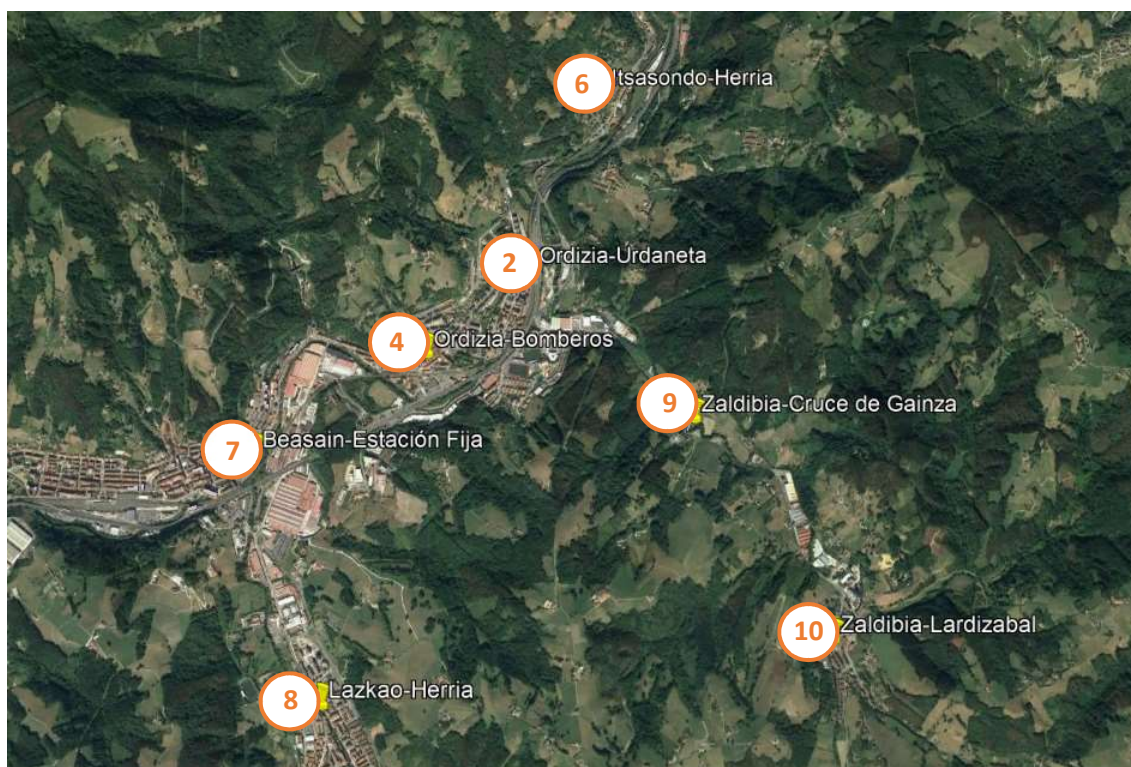 6 Itsasondo-Herria
2 Ordizia-Urdaneta
4 Ordizia-Bomberos
9 Zaldibia-Cruce de Gainza
7 Beasain-Estación Fija
10 Zaldibia-Lardizabal
8 Lazkao-Herria